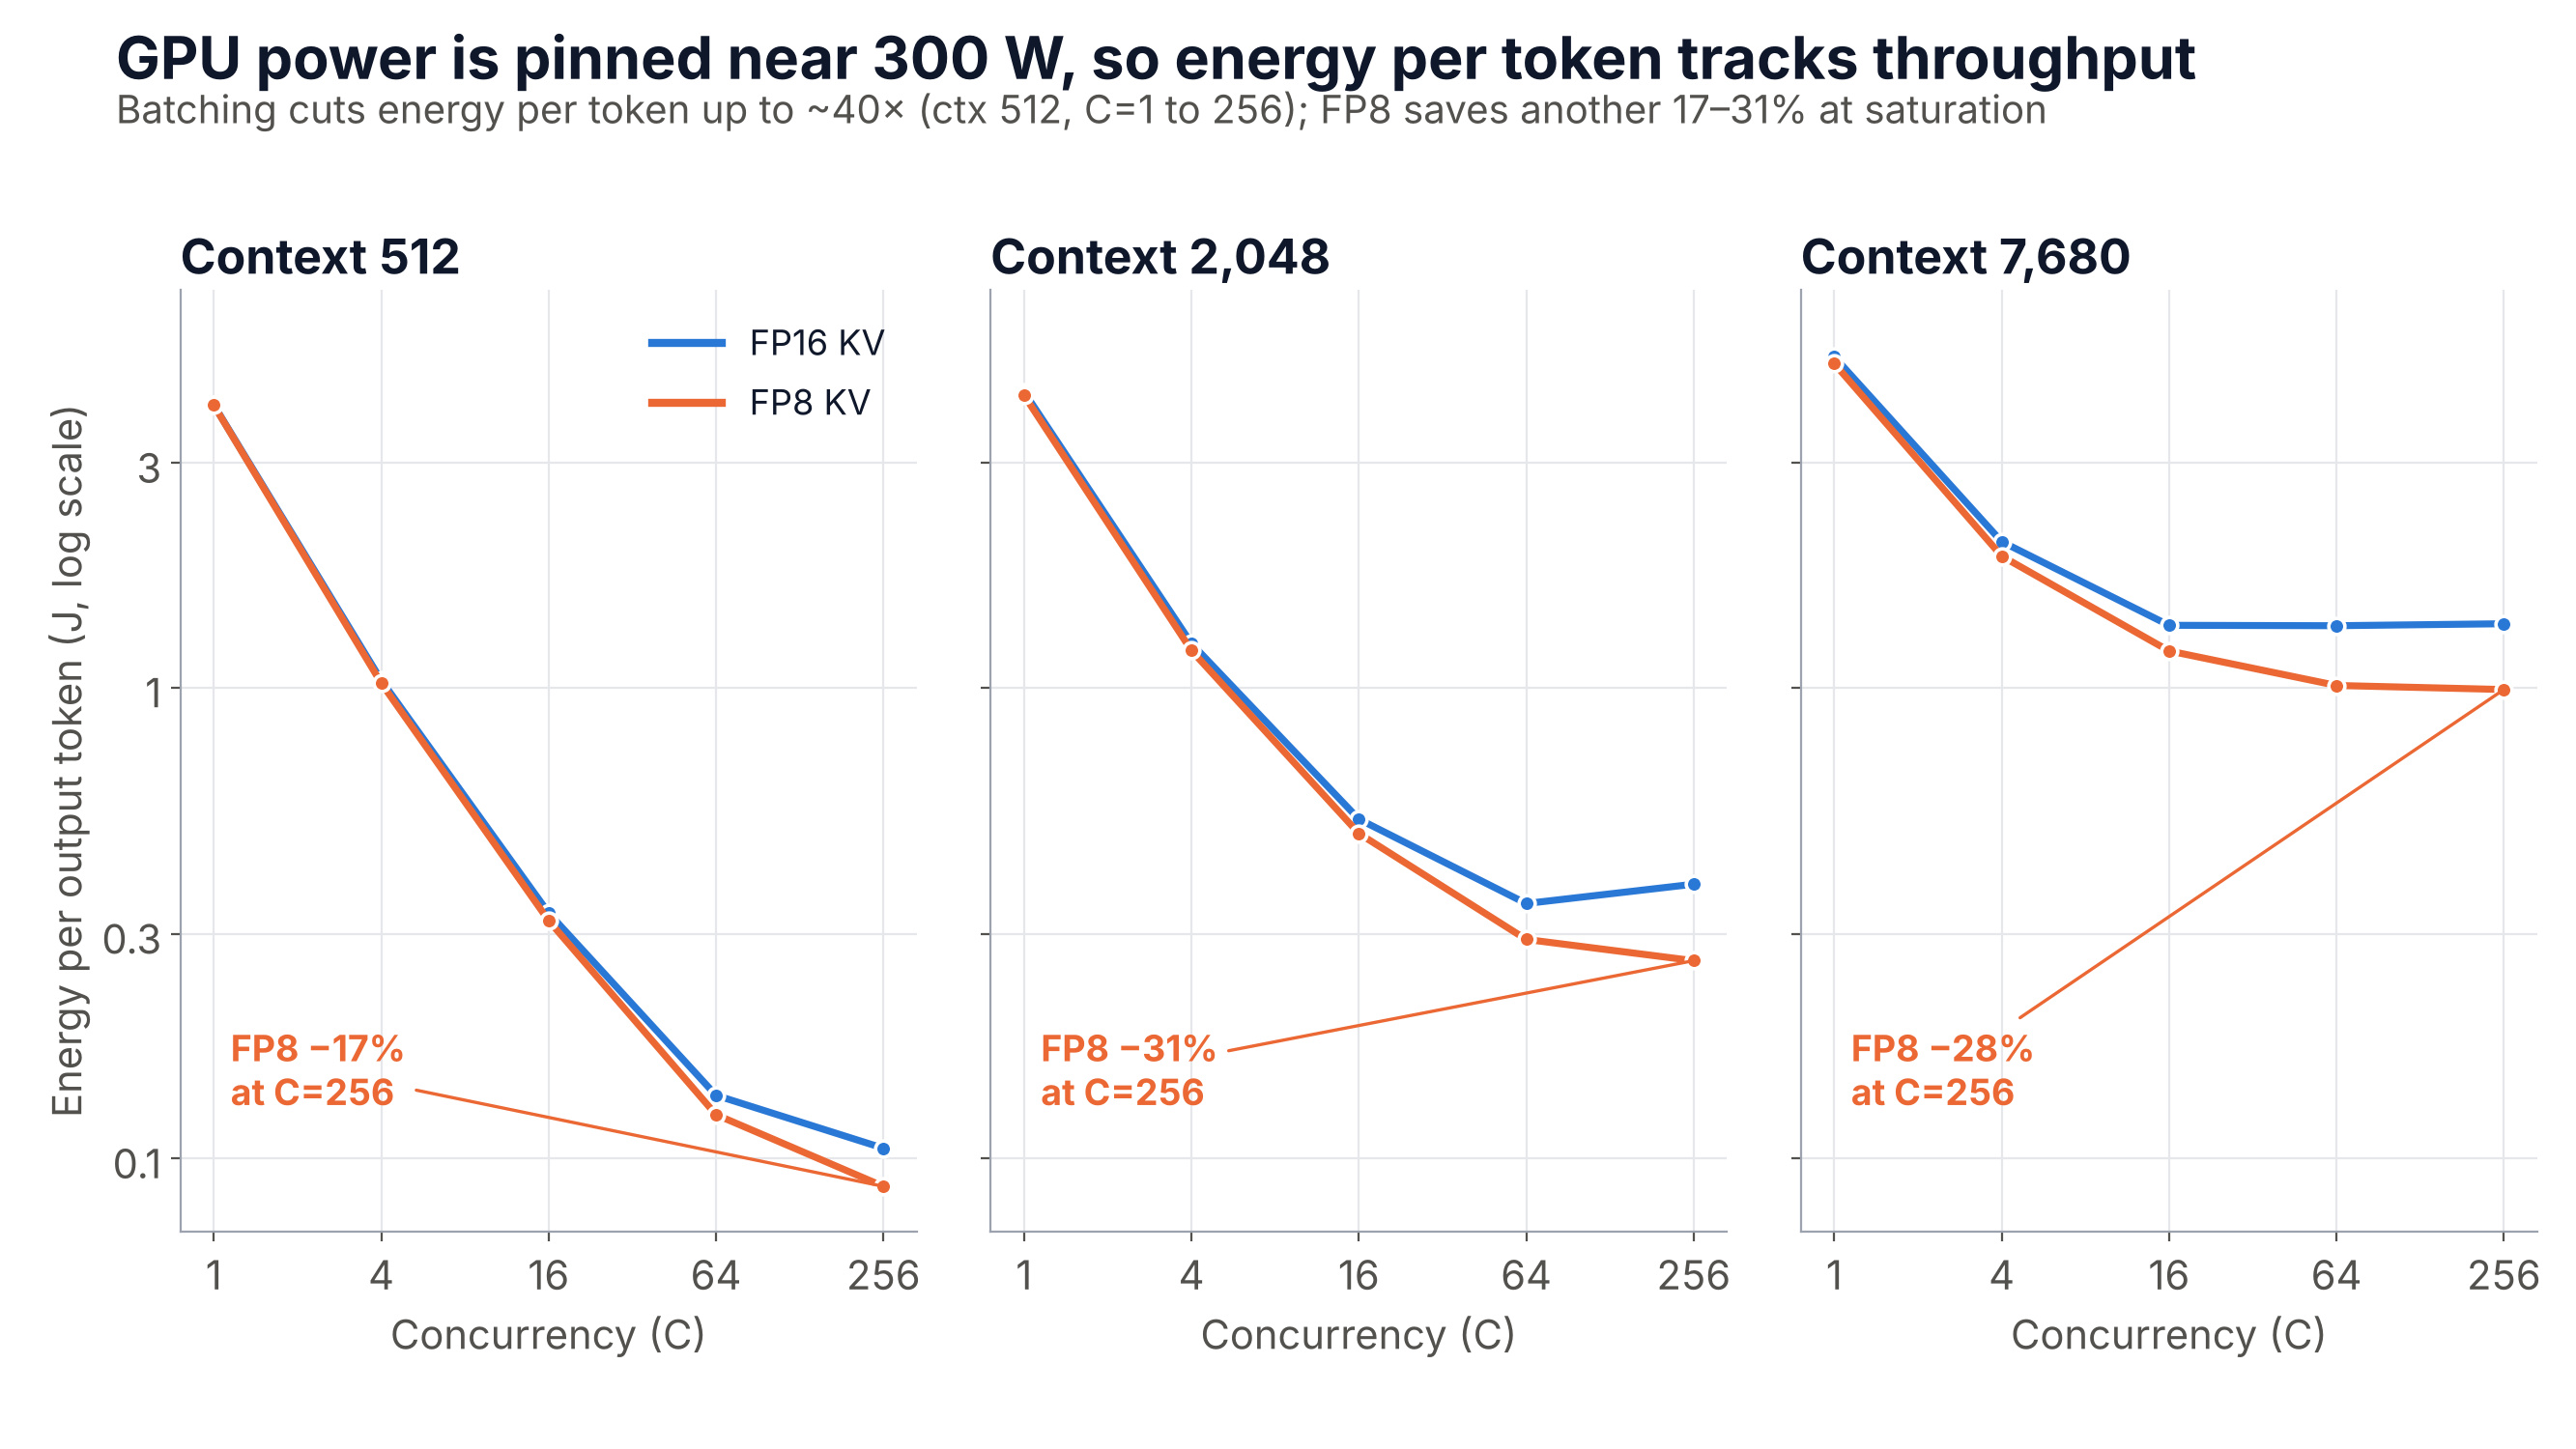 GPU power is pinned near 300 W, so energy per token tracks throughput
Batching cuts energy per token up to ~40× (ctx 512, C=1 to 256); FP8 saves another 17–31% at saturation
Context 512
Context 2,048
Context 7,680
FP16 KV
FP8 KV
Energy per output token (J, log scale)
3
1
0.3
0.1
FP8 −17%
at C=256
FP8 −31%
at C=256
FP8 −28%
at C=256
1 4 16 64 256
1 4 16 64 256
1 4 16 64 256
Concurrency (C)
Concurrency (C)
Concurrency (C)